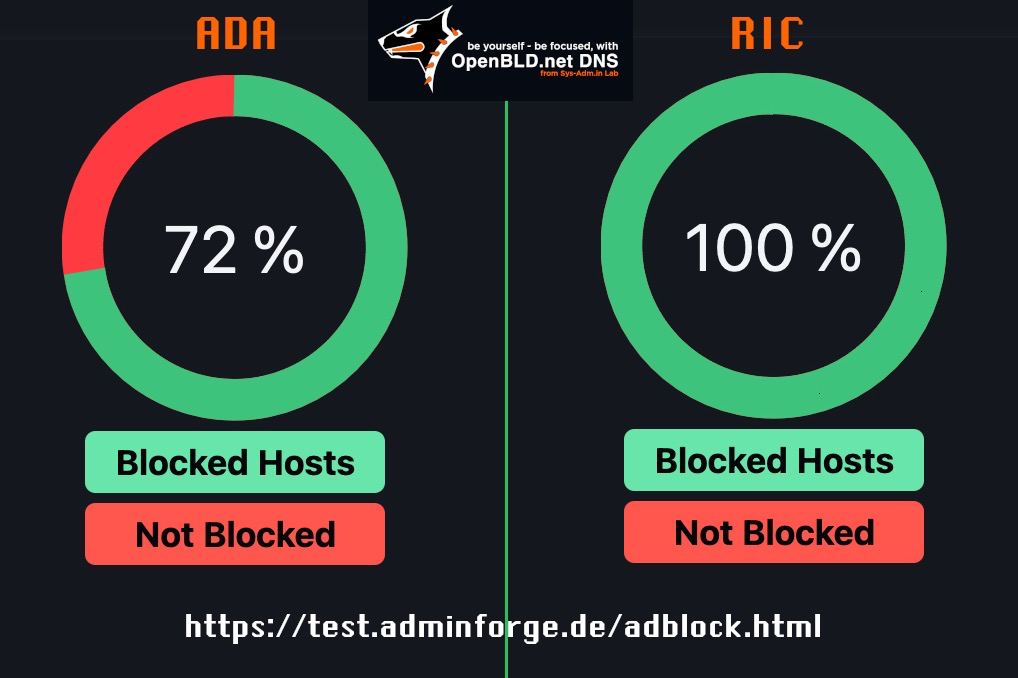 ADA
be yourself - be focused, with
OpenBLD.net DNS
from Sys-Adm.in Lab
RIC
72 %
100 %
Blocked Hosts
Not Blocked
Blocked Hosts
Not Blocked
https://test.adminforge.de/adblock.html